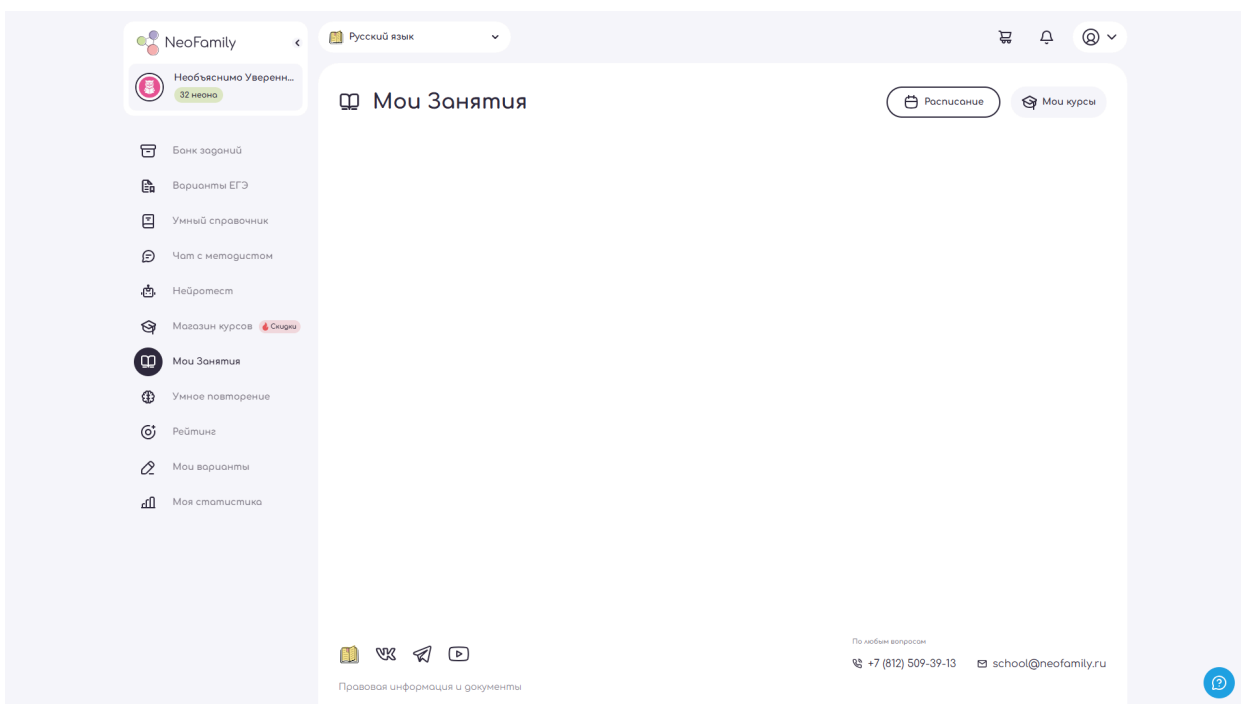 NeoFamily
Русский язык
Необъяснимо Уверенн...
32 неона
Мои Занятия
Расписание
Мои курсы
Банк заданий
Варианты ЕГЭ
Умный справочник
Чат с методистом
Нейротест
Магазин курсов
Скидки
Мои Занятия
Умное повторение
Рейтинг
Мои варианты
Моя статистика
По любым вопросам
+7 (812) 509-39-13
school@neofamily.ru
Правовая информация и документы